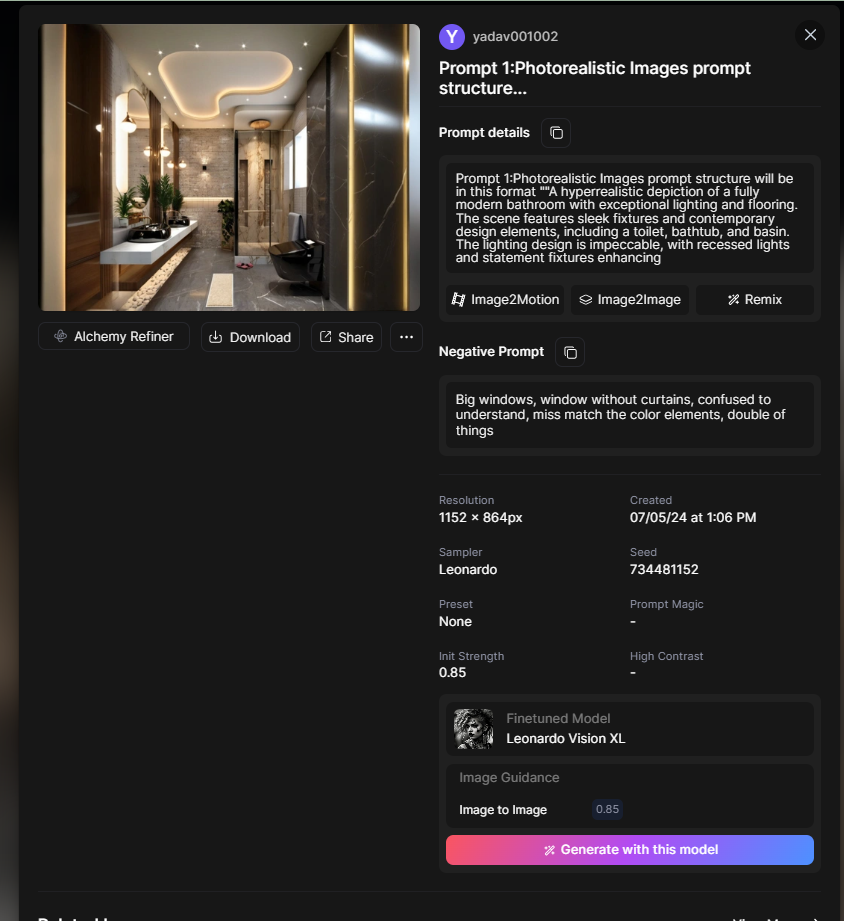 Y yadav001002
Prompt 1:Photorealistic Images prompt
structure...
Prompt details
Prompt 1:Photorealistic Images prompt structure will be
in this format ""A hyperrealistic depiction of a fully
modern bathroom with exceptional lighting and flooring.
The scene features sleek fixtures and contemporary
design elements, including a toilet, bathtub, and basin.
The lighting design is impeccable, with recessed lights
and statement fixtures enhancing
Image2Motion Image2Image Remix
Alchemy Refiner Download Share
Negative Prompt
Big windows, window without curtains, confused to
understand, miss match the color elements, double of
things
Resolution Created
1152 × 864px 07/05/24 at 1:06 PM
Sampler Seed
Leonardo 734481152
Preset Prompt Magic
None -
Init Strength High Contrast
0.85 -
Finetuned Model
Leonardo Vision XL
Image Guidance
Image to Image 0.85
Generate with this model